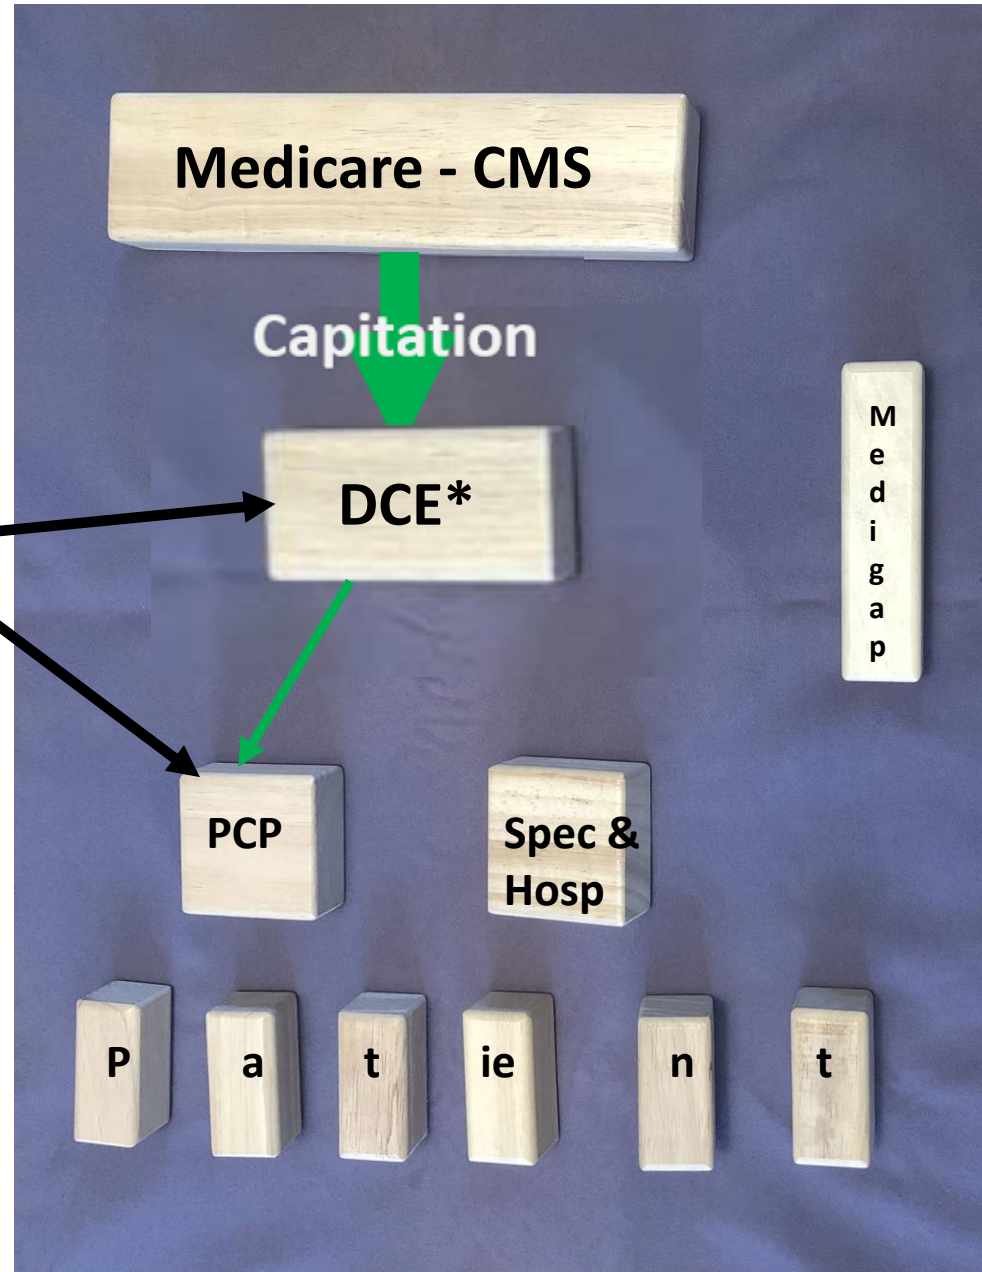 Medicare - CMS
Capitation
DCE*
M
e
d
i
g
a
p
PCP
Spec &
Hosp
P a t ie n t